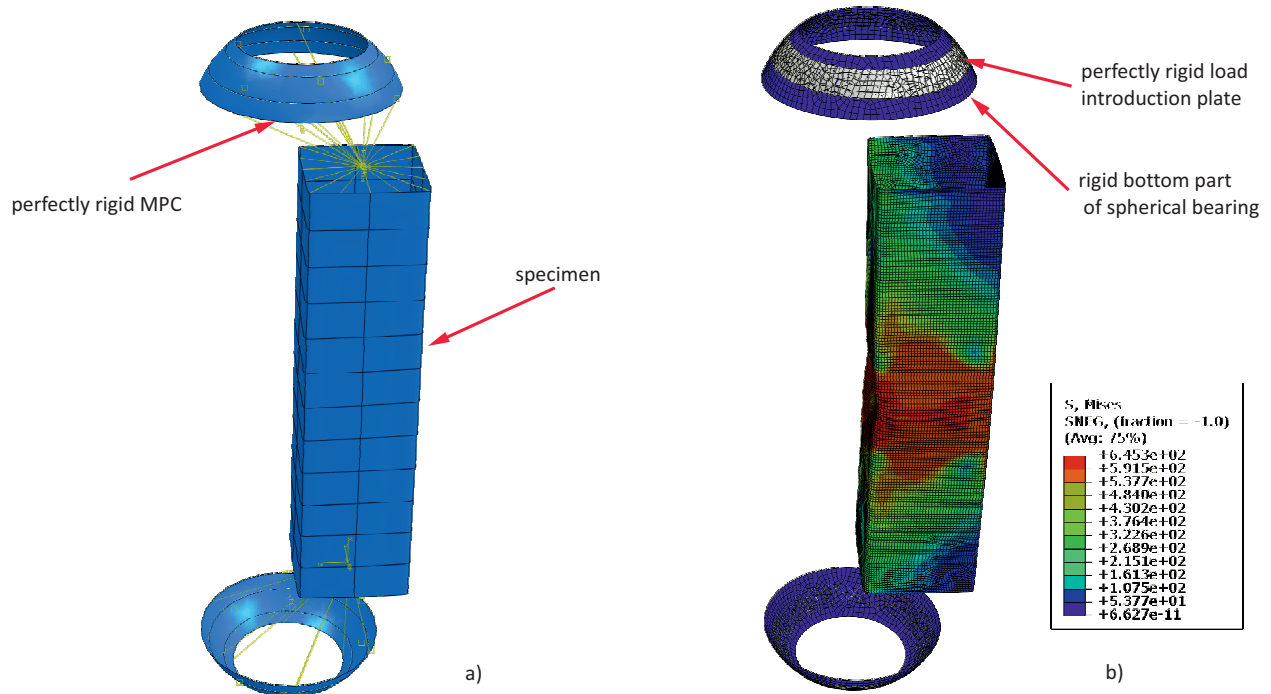 perfectly rigid MPC
specimen
a)
perfectly rigid load
introduction plate
rigid bottom part
of spherical bearing
S, Mises
SNEG, (fraction = -1.0)
(Avg: 75%)
+6.453e+02
+5.915e+02
+5.377e+02
+4.840e+02
+4.302e+02
+3.764e+02
+3.226e+02
+2.689e+02
+2.151e+02
+1.613e+02
+1.075e+02
+5.377e+01
+6.627e-11
b)